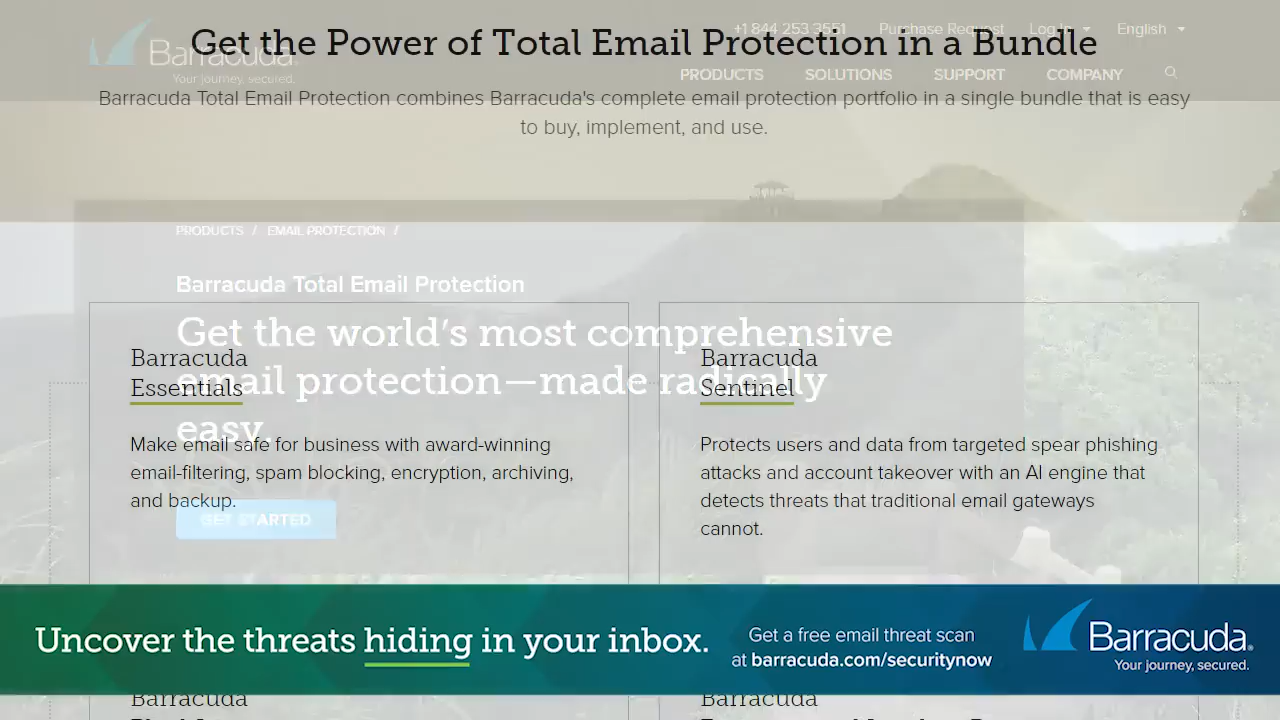 Get the Power of Total Email Protection in a Bundle
+1 844 253 3551 Purchase Request Log In English
Barracuda
Your journey, secured.
PRODUCTS SOLUTIONS SUPPORT COMPANY
Barracuda Total Email Protection combines Barracuda's complete email protection portfolio in a single bundle that is easy
to buy, implement, and use.
PRODUCTS / EMAIL PROTECTION /
Barracuda Total Email Protection
Get the world's most comprehensive
email protection—made radically
easy.
GET STARTED
Barracuda
Essentials
Make email safe for business with award-winning
email-filtering, spam blocking, encryption, archiving,
and backup.
Barracuda
Sentinel
Protects users and data from targeted spear phishing
attacks and account takeover with an AI engine that
detects threats that traditional email gateways
cannot.
Uncover the threats hiding in your inbox.
Get a free email threat scan
at barracuda.com/securitynow
Barracuda
Your journey, secured.
Barracuda
Barracuda